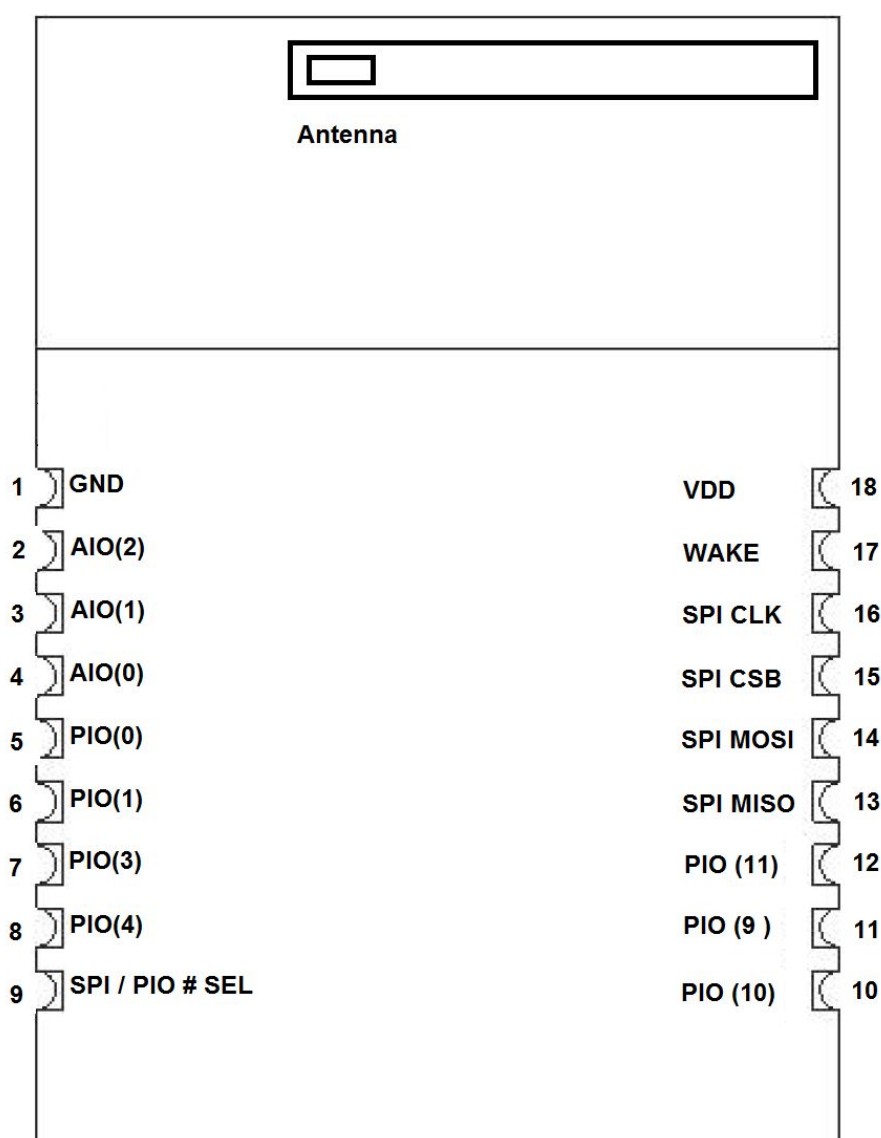 Antenna
1 GND VDD 18
2 AIO(2) WAKE 17
3 AIO(1) SPI CLK 16
4 AIO(0) SPI CSB 15
5 PIO(0) SPI MOSI 14
6 PIO(1) SPI MISO 13
7 PIO(3) PIO (11) 12
8 PIO(4) PIO (9 ) 11
9 SPI / PIO # SEL PIO (10) 10